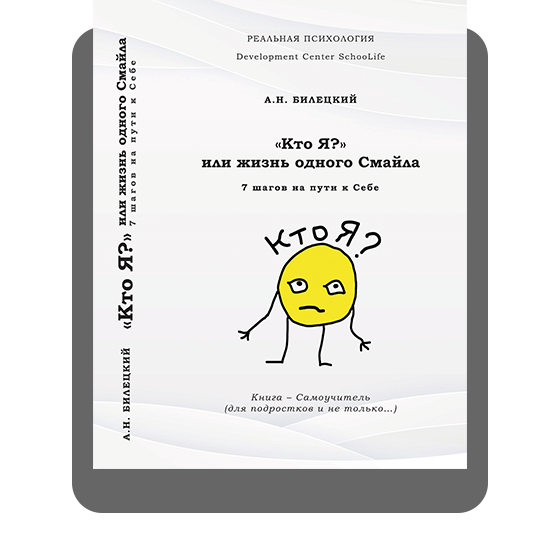 РЕАЛЬНАЯ ПСИХОЛОГИЯ
Development Center SchooLife
А.Н. БИЛЕЦКИЙ
«Кто Я?»
или жизнь одного Смайла
7 шагов на пути к Себе
КТО Я?
Книга – Самоучитель
(для подростков и не только...)
А.Н. БИЛЕЦКИЙ «Кто Я?» или жизнь одного Смайла
7 шагов на пути к Себе